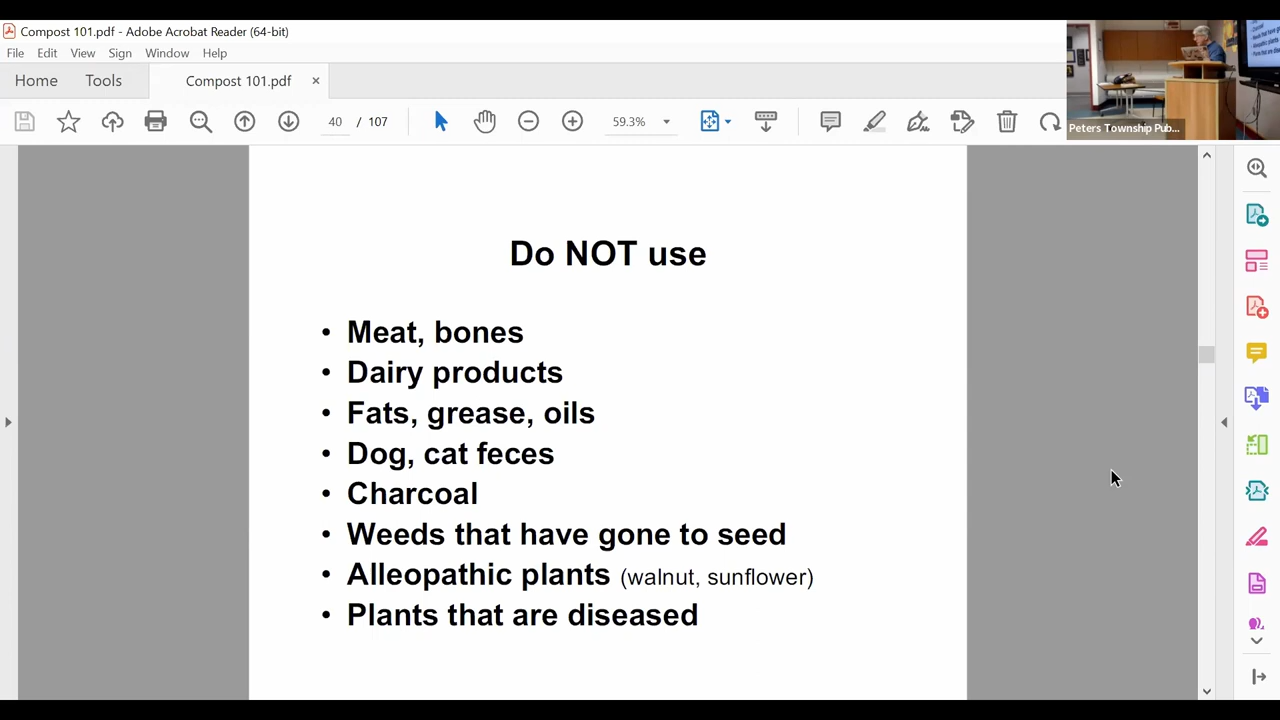 Compost 101.pdf - Adobe Acrobat Reader (64-bit)
File Edit View Sign Window Help
Home Tools Compost 101.pdf ×
40 / 107 59.3%
Peters Township Pub...
Do NOT use
• Meat, bones
• Dairy products
• Fats, grease, oils
• Dog, cat feces
• Charcoal
• Weeds that have gone to seed
• Alleopathic plants (walnut, sunflower)
• Plants that are diseased